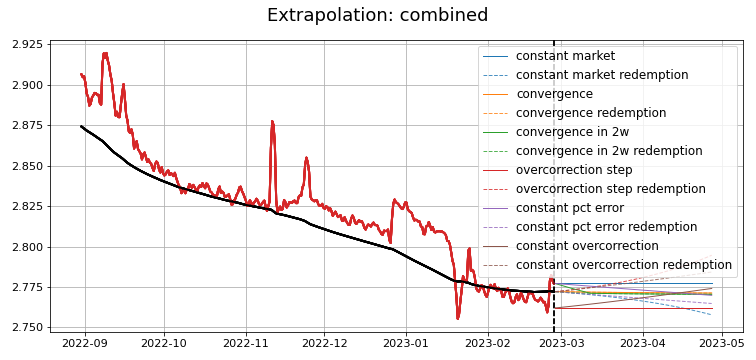 Extrapolation: combined
2.925
2.900
2.875
2.850
2.825
2.800
2.775
2.750
constant market
constant market redemption
convergence
convergence redemption
convergence in 2w
convergence in 2w redemption
overcorrection step
overcorrection step redemption
constant pct error
constant pct error redemption
constant overcorrection
constant overcorrection redemption
2022-09 2022-10 2022-11 2022-12 2023-01 2023-02 2023-03 2023-04 2023-05